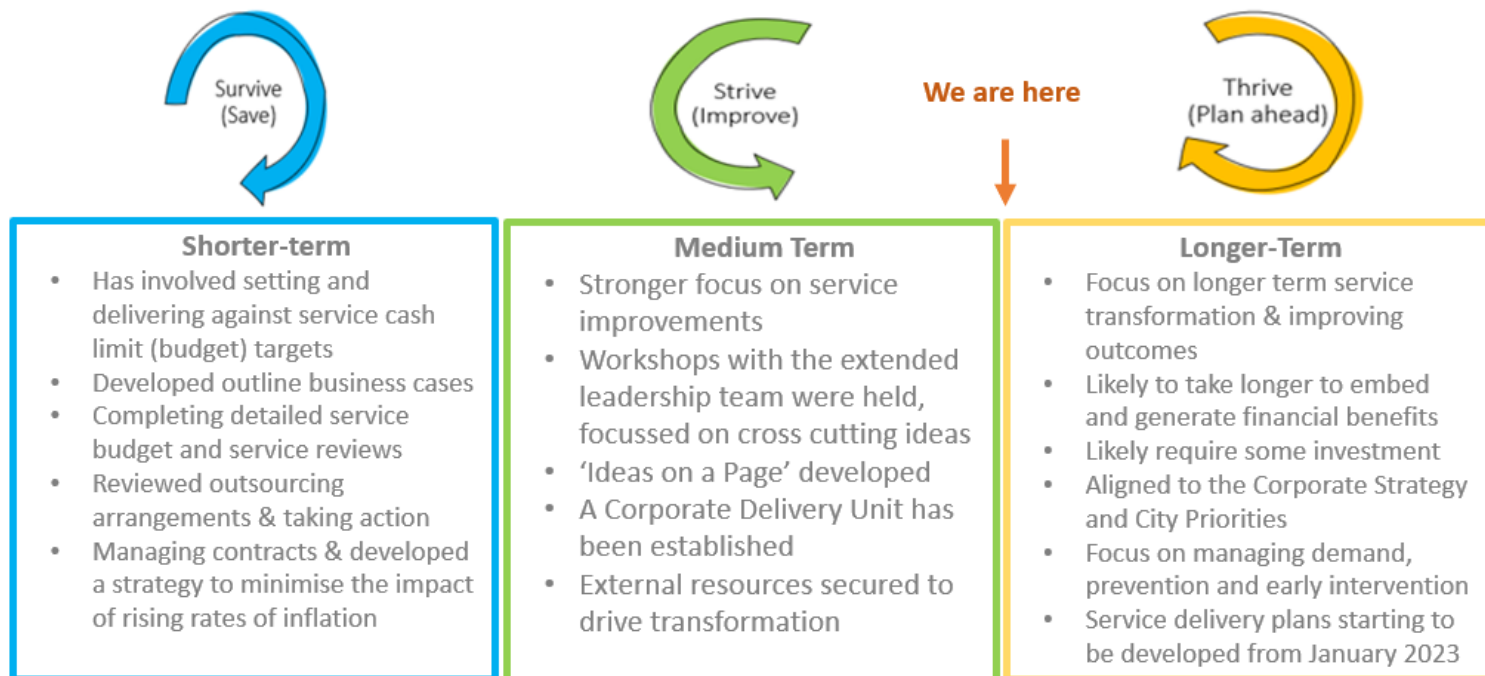 Survive
(Save)
Strive
(Improve)
We are here
Thrive
(Plan ahead)
Shorter-term
• Has involved setting and
delivering against service cash
limit (budget) targets
• Developed outline business cases
• Completing detailed service
budget and service reviews
• Reviewed outsourcing
arrangements & taking action
• Managing contracts & developed
a strategy to minimise the impact
of rising rates of inflation
Medium Term
• Stronger focus on service
improvements
• Workshops with the extended
leadership team were held,
focussed on cross cutting ideas
• ‘Ideas on a Page’ developed
• A Corporate Delivery Unit has
been established
• External resources secured to
drive transformation
Longer-Term
• Focus on longer term service
transformation & improving
outcomes
• Likely to take longer to embed
and generate financial benefits
• Likely require some investment
• Aligned to the Corporate Strategy
and City Priorities
• Focus on managing demand,
prevention and early intervention
• Service delivery plans starting to
be developed from January 2023